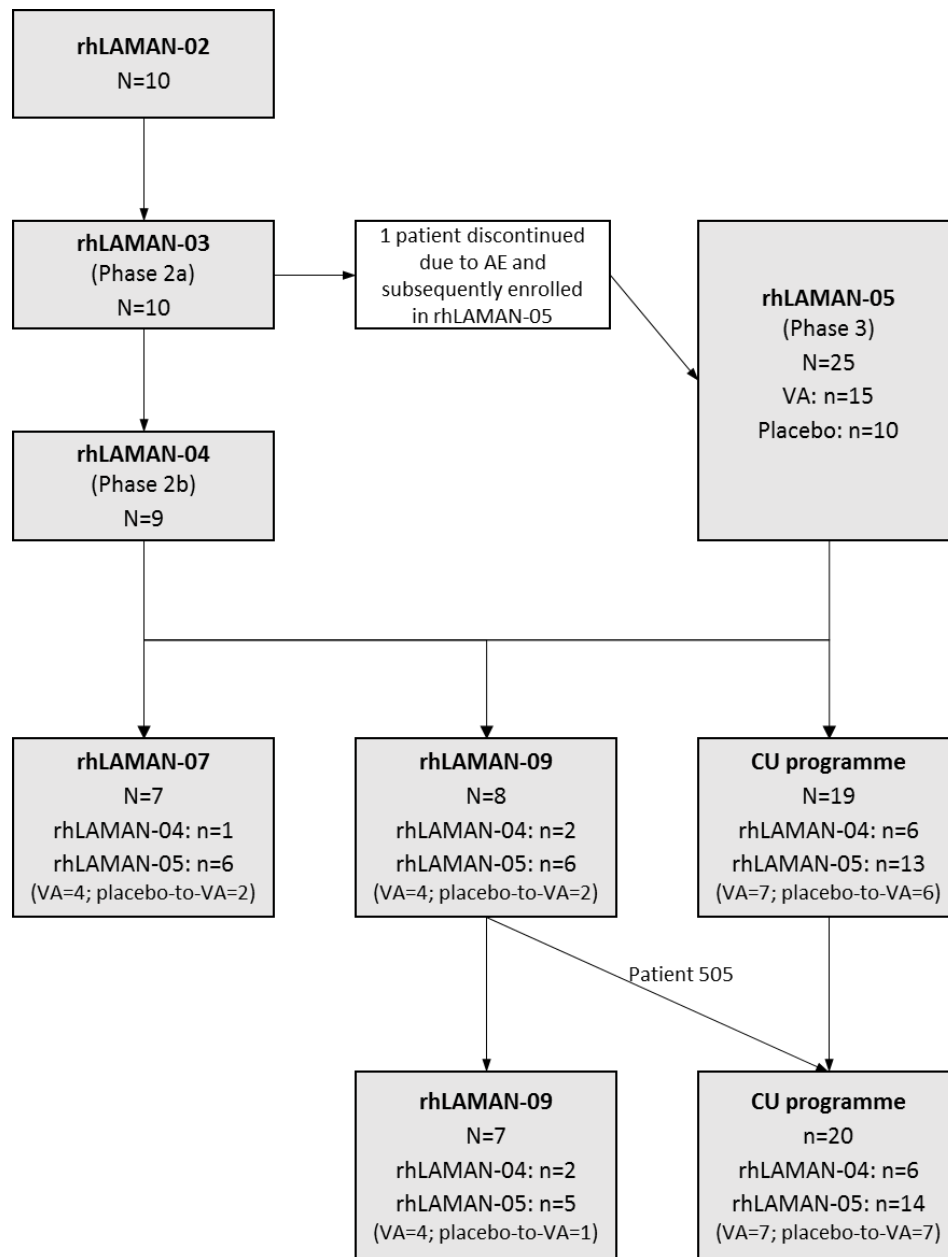 rhLAMAN-02
N=10
rhLAMAN-03
(Phase 2a)
N=10
1 patient discontinued
due to AE and
subsequently enrolled
in rhLAMAN-05
rhLAMAN-05
(Phase 3)
N=25
VA: n=15
Placebo: n=10
rhLAMAN-04
(Phase 2b)
N=9
rhLAMAN-07
N=7
rhLAMAN-04: n=1
rhLAMAN-05: n=6
(VA=4; placebo-to-VA=2)
rhLAMAN-09
N=8
rhLAMAN-04: n=2
rhLAMAN-05: n=6
(VA=4; placebo-to-VA=2)
CU programme
N=19
rhLAMAN-04: n=6
rhLAMAN-05: n=13
(VA=7; placebo-to-VA=6)
Patient 505
rhLAMAN-09
N=7
rhLAMAN-04: n=2
rhLAMAN-05: n=5
(VA=4; placebo-to-VA=1)
CU programme
n=20
rhLAMAN-04: n=6
rhLAMAN-05: n=14
(VA=7; placebo-to-VA=7)